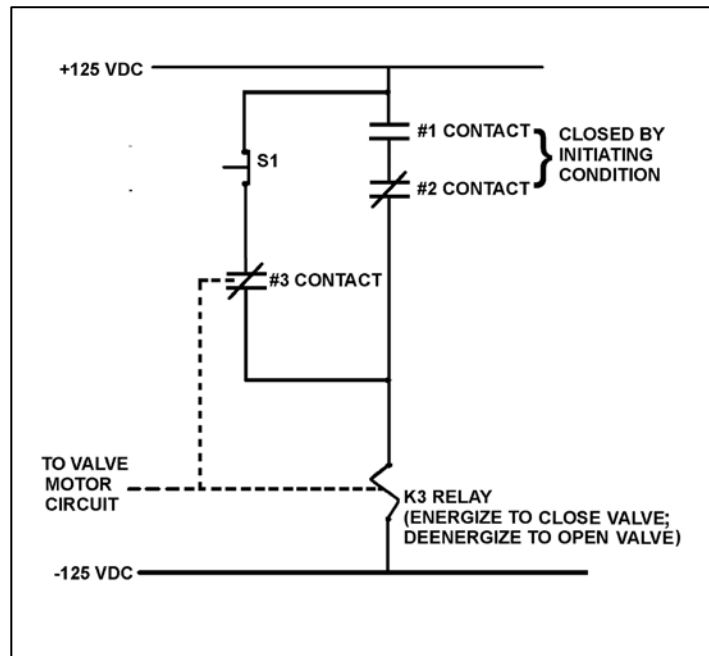 +125 VDC
#1 CONTACT
CLOSED BY
INITIATING
CONDITION
S1
#2 CONTACT
#3 CONTACT
TO VALVE
MOTOR
CIRCUIT
K3 RELAY
(ENERGIZE TO CLOSE VALVE;
DEENERGIZE TO OPEN VALVE)
-125 VDC